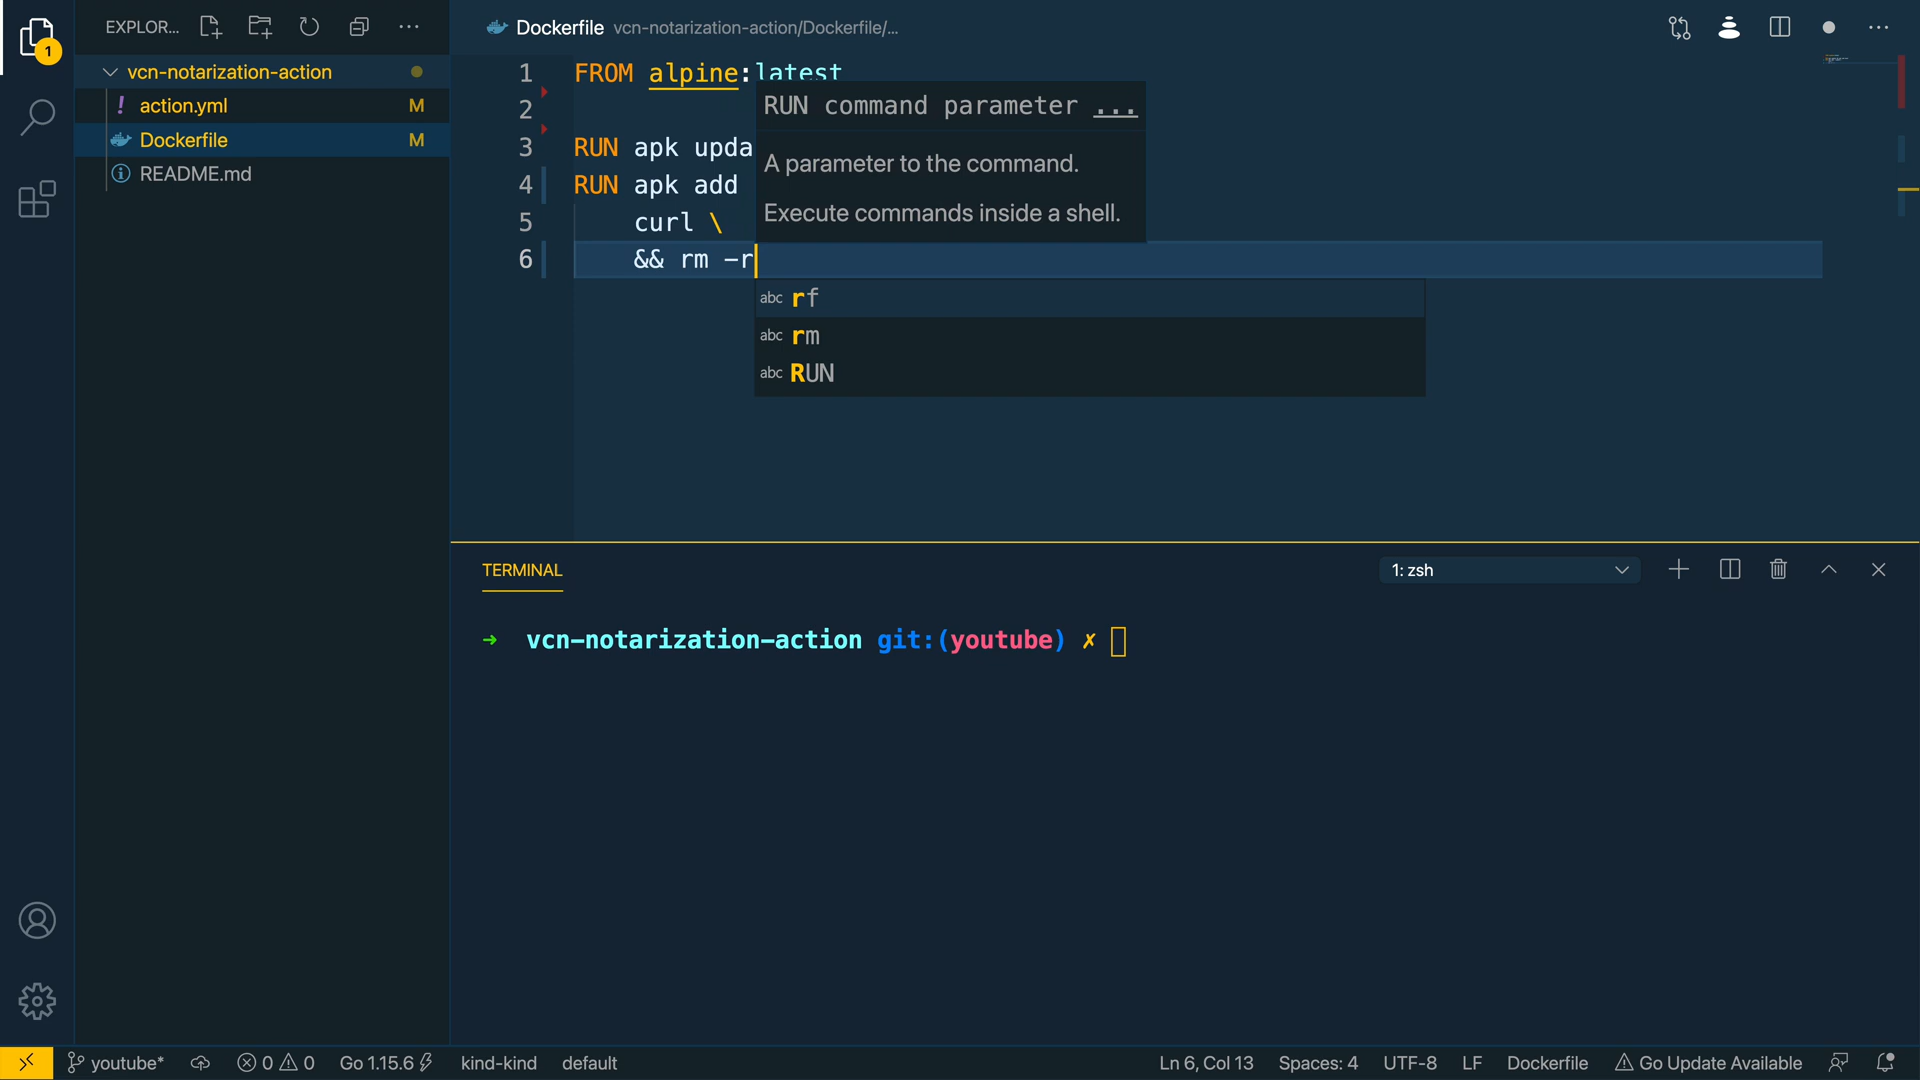 1
EXPLOR...
vcn-notarization-action
! action.yml M
Dockerfile M
README.md
Dockerfile vcn-notarization-action/Dockerfile/...
1 FROM alpine:latest
2
3 RUN apk upda
4 RUN apk add
5 curl \
6 && rm -r
RUN command parameter ...
A parameter to the command.
Execute commands inside a shell.
abc rf
abc rm
abc RUN
TERMINAL
1: zsh
➜ vcn-notarization-action git:(youtube) ✗
youtube* 0 0 Go 1.15.6 kind-kind default Ln 6, Col 13 Spaces: 4 UTF-8 LF Dockerfile Go Update Available